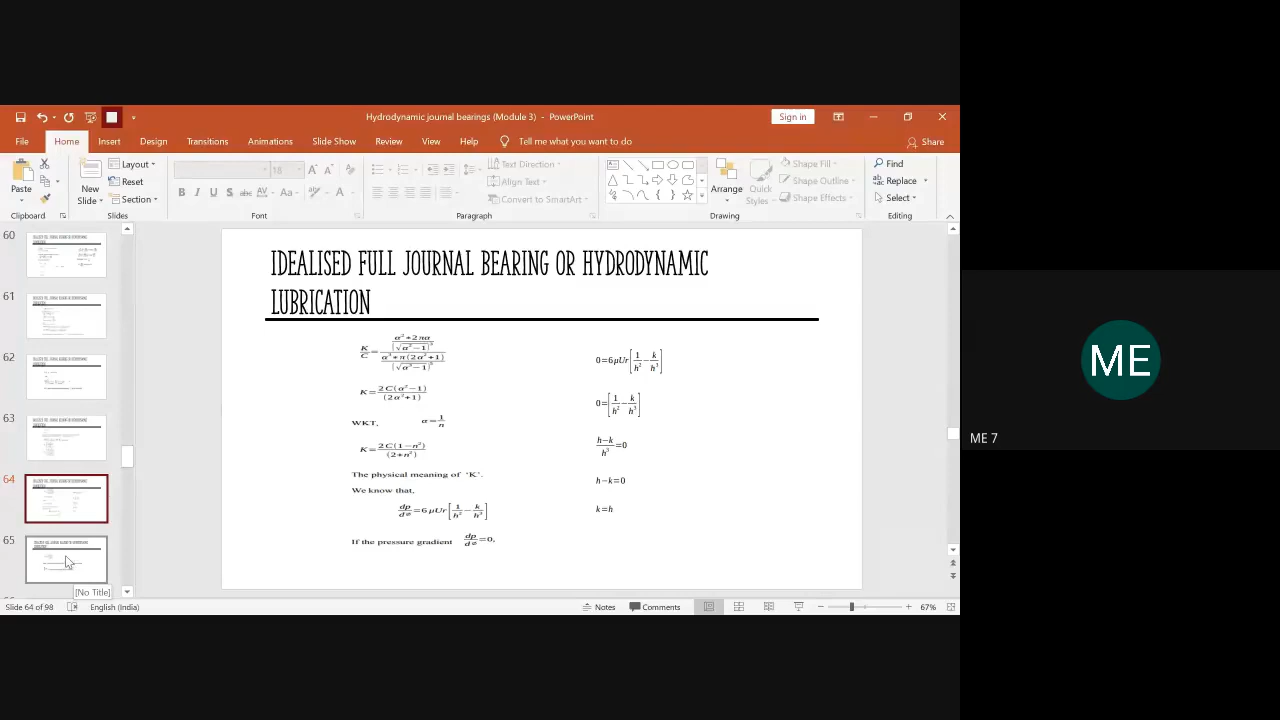 Hydrodynamic journal bearings (Module 3) - PowerPoint
Sign in
File Home Insert Design Transitions Animations Slide Show Review View Help Tell me what you want to do Share
Paste
Clipboard
New Slide
Layout
Reset
Section
Slides
18
B I U S abc AV Aa A
Font
Text Direction
Align Text
Convert to SmartArt
Paragraph
Arrange
Quick Styles
Shape Fill
Shape Outline
Shape Effects
Drawing
Find
Replace
Select
Editing
60
61
62
63
64
65
[No Title]
IDEALISED FULL JOURNAL BEARING OR HYDRODYNAMIC
LUBRICATION
K=2C(α²−1)/(2α²+1)
WKT, α=1/n
K=2C(1−n²)/(2+n²)
The physical meaning of 'K'.
We know that,
dp/dø=6μUr[1/h²−k/h³]
If the pressure gradient dp/dø=0,
0=6μUr[1/h²−k/h³]
0=[1/h²−k/h³]
(h−k)/h³=0
h−k=0
k=h
Slide 64 of 98 English (India) Notes Comments 67%
ME
ME 7